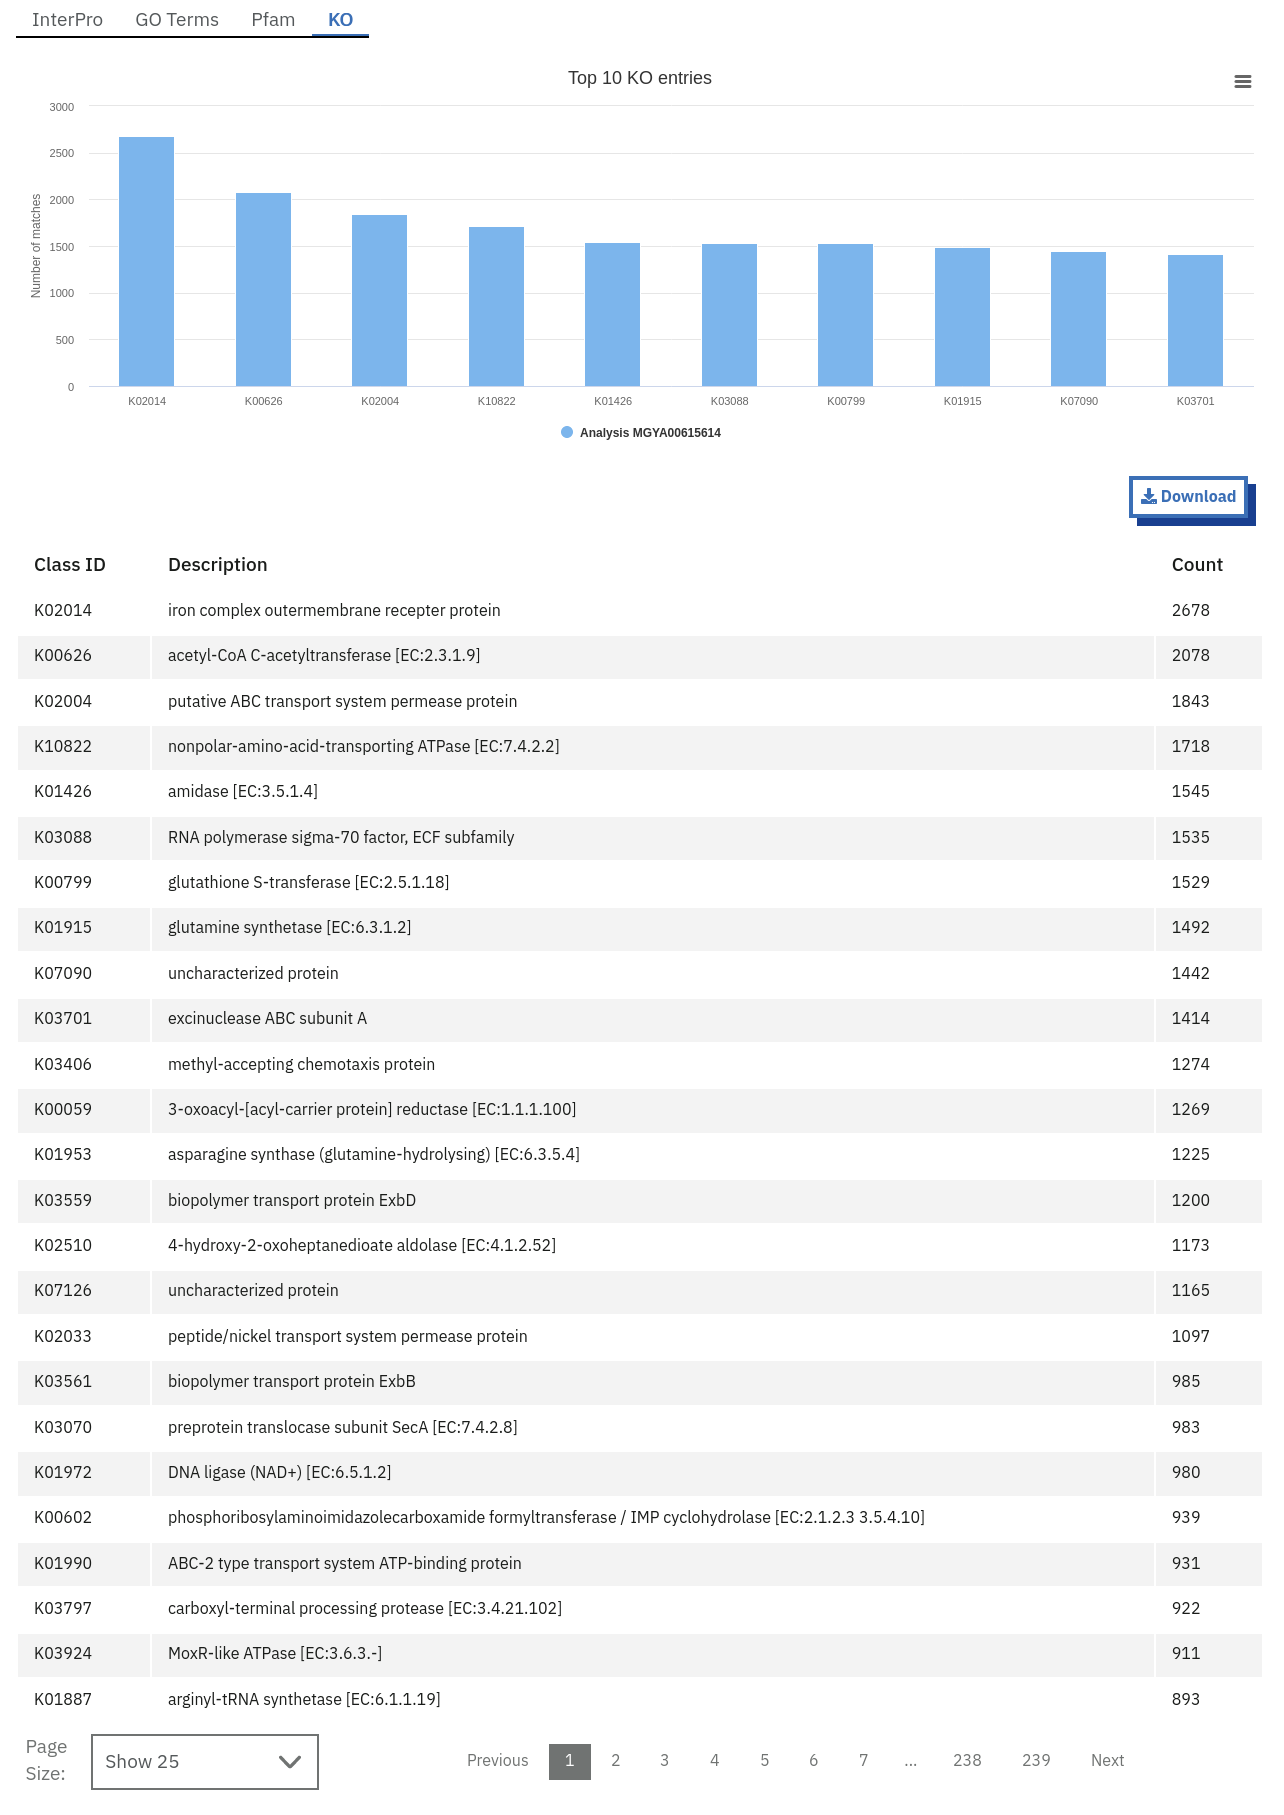 InterPro GO Terms Pfam KO
Top 10 KO entries
3000
2500
2000
1500
1000
500
0
Number of matches
K02014 K00626 K02004 K10822 K01426 K03088 K00799 K01915 K07090 K03701
Analysis MGYA00615614
Download
Class ID Description Count
K02014 iron complex outermembrane recepter protein 2678
K00626 acetyl-CoA C-acetyltransferase [EC:2.3.1.9] 2078
K02004 putative ABC transport system permease protein 1843
K10822 nonpolar-amino-acid-transporting ATPase [EC:7.4.2.2] 1718
K01426 amidase [EC:3.5.1.4] 1545
K03088 RNA polymerase sigma-70 factor, ECF subfamily 1535
K00799 glutathione S-transferase [EC:2.5.1.18] 1529
K01915 glutamine synthetase [EC:6.3.1.2] 1492
K07090 uncharacterized protein 1442
K03701 excinuclease ABC subunit A 1414
K03406 methyl-accepting chemotaxis protein 1274
K00059 3-oxoacyl-[acyl-carrier protein] reductase [EC:1.1.1.100] 1269
K01953 asparagine synthase (glutamine-hydrolysing) [EC:6.3.5.4] 1225
K03559 biopolymer transport protein ExbD 1200
K02510 4-hydroxy-2-oxoheptanedioate aldolase [EC:4.1.2.52] 1173
K07126 uncharacterized protein 1165
K02033 peptide/nickel transport system permease protein 1097
K03561 biopolymer transport protein ExbB 985
K03070 preprotein translocase subunit SecA [EC:7.4.2.8] 983
K01972 DNA ligase (NAD+) [EC:6.5.1.2] 980
K00602 phosphoribosylaminoimidazolecarboxamide formyltransferase / IMP cyclohydrolase [EC:2.1.2.3 3.5.4.10] 939
K01990 ABC-2 type transport system ATP-binding protein 931
K03797 carboxyl-terminal processing protease [EC:3.4.21.102] 922
K03924 MoxR-like ATPase [EC:3.6.3.-] 911
K01887 arginyl-tRNA synthetase [EC:6.1.1.19] 893
Page
Size:
Show 25
Previous 1 2 3 4 5 6 7 ... 238 239 Next